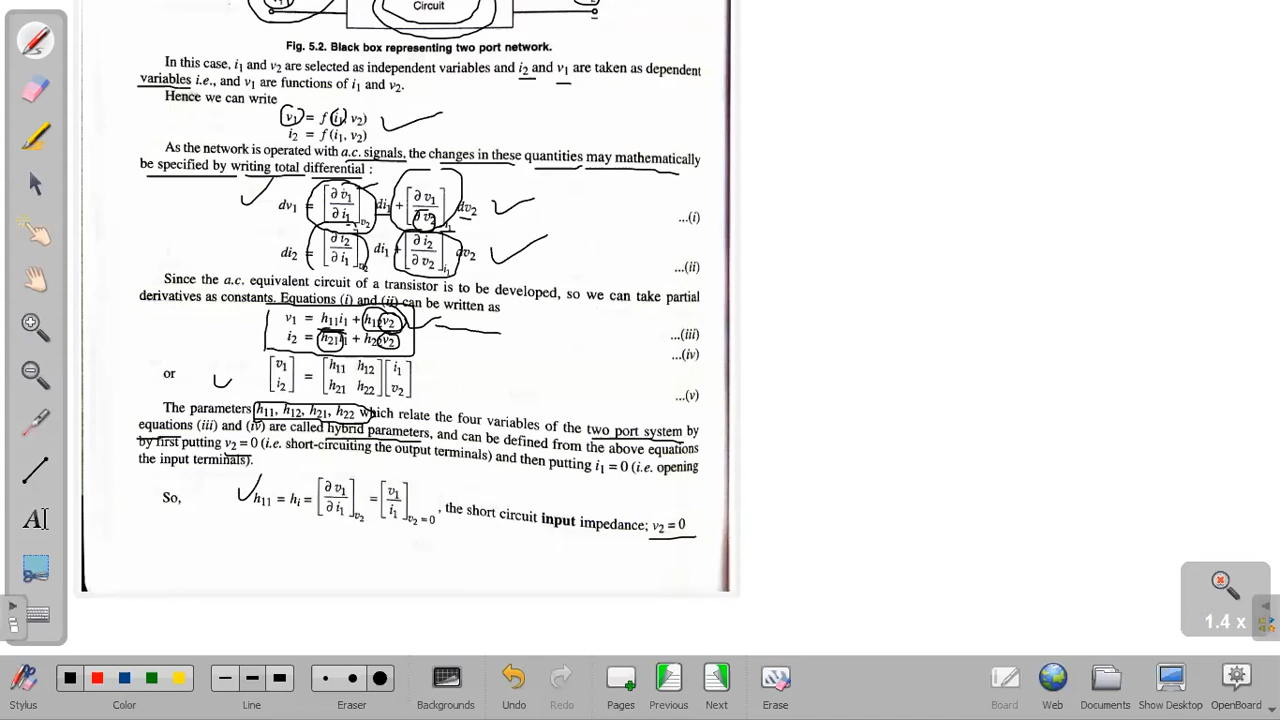 Circuit
Fig. 5.2. Black box representing two port network.
In this case, i₁ and v₂ are selected as independent variables and i₂ and v₁ are taken as dependent
variables i.e., and v₁ are functions of i₁ and v₂.
Hence we can write
v₁ = f (i₁, v₂)
i₂ = f(i₁, v₂)
As the network is operated with a.c. signals, the changes in these quantities may mathematically
be specified by writing total differential :
dv₁ = [∂ v₁ / ∂ i₁]v₂ di₁ + [∂ v₁ / ∂ v₂]i₁ dv₂ ...(i)
di₂ = [∂ i₂ / ∂ i₁]v₂ di₁ + [∂ i₂ / ∂ v₂]i₁ dv₂ ...(ii)
Since the a.c. equivalent circuit of a transistor is to be developed, so we can take partial
derivatives as constants. Equations (i) and (ii) can be written as
v₁ = h₁₁i₁ + h₁₂v₂ ...(iii)
i₂ = h₂₁i₁ + h₂₂v₂ ...(iv)
or [v₁ i₂] = [h₁₁ h₁₂ h₂₁ h₂₂] [i₁ v₂] ...(v)
The parameters h₁₁, h₁₂, h₂₁, h₂₂ which relate the four variables of the two port system by
equations (iii) and (iv) are called hybrid parameters, and can be defined from the above equations
by first putting v₂ = 0 (i.e. short-circuiting the output terminals) and then putting i₁ = 0 (i.e. opening
the input terminals).
So, h₁₁ = hᵢ = [∂ v₁ / ∂ i₁]v₂ = [v₁ / i₁]v₂ = 0 , the short circuit input impedance; v₂ = 0
1.4 x
Stylus Color Line Eraser Backgrounds Undo Redo Pages Previous Next Erase Board Web Documents Show Desktop OpenBoard